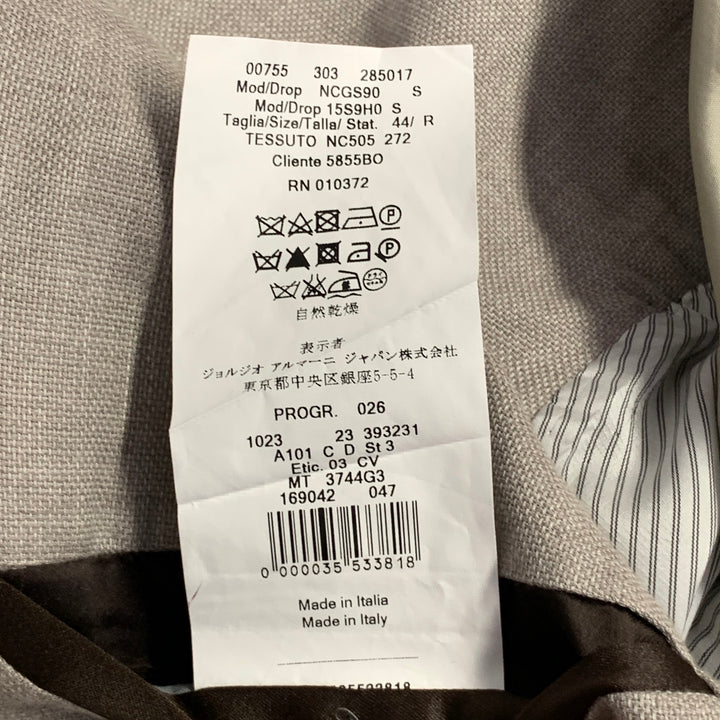 00755 303 285017
Mod/Drop NCGS90 S
Mod/Drop 15S9H0 S
Taglia/Size/Talla/ Stat. 44/ R
TESSUTO NC505 272
Cliente 5855BO
RN 010372
P
P
ドライ
自然乾燥
表示者
ジョルジオ アルマーニ ジャパン株式会社
東京都中央区銀座5-5-4
PROGR. 026
1023 23 393231
A101 C D St 3
Etic. 03 CV
MT 3744G3
169042 047
0 000035 533818
Made in Italia
Made in Italy